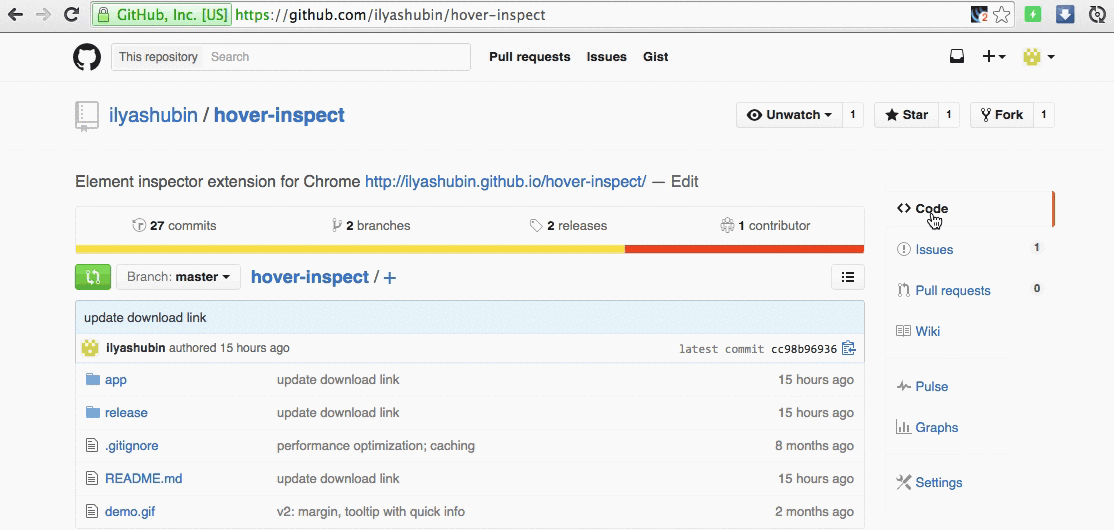 GitHub, Inc. [US] https://github.com/ilyashubin/hover-inspect
2
This repository Search Pull requests Issues Gist
ilyashubin / hover-inspect Unwatch 1 Star 1 Fork 1
Element inspector extension for Chrome http://ilyashubin.github.io/hover-inspect/ — Edit
Code
27 commits 2 branches 2 releases 1 contributor
Issues 1
Branch: master hover-inspect / +
Pull requests 0
update download link
Wiki
ilyashubin authored 15 hours ago latest commit cc98b96936
app update download link 15 hours ago
Pulse
release update download link 15 hours ago
Graphs
.gitignore performance optimization; caching 8 months ago
README.md update download link 15 hours ago
Settings
demo.gif v2: margin, tooltip with quick info 2 months ago